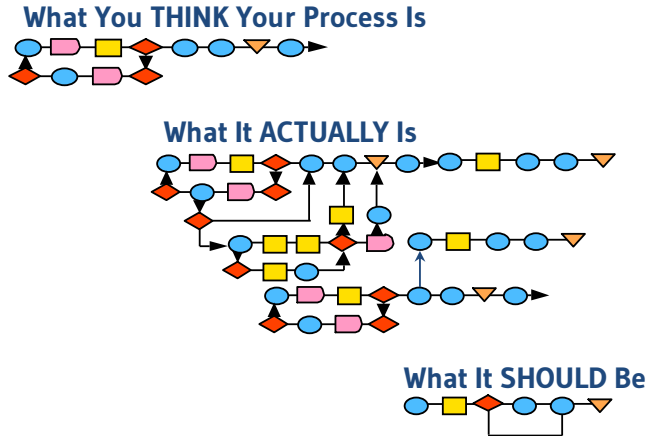 What You THINK Your Process Is
What It ACTUALLY Is
What It SHOULD Be